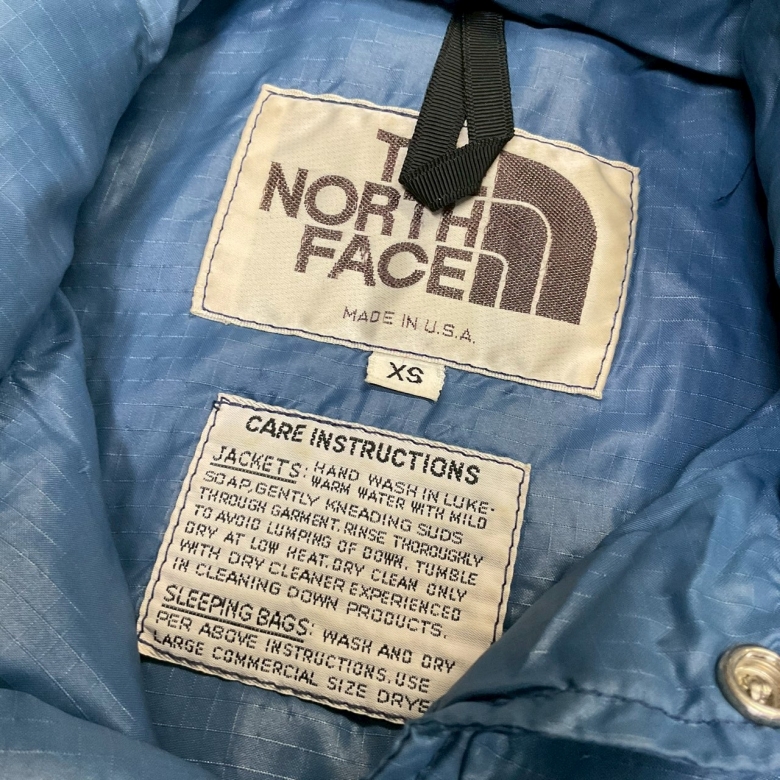 THE
NORTH
FACE
MADE IN U.S.A.
XS
CARE INSTRUCTIONS
JACKETS: HAND WASH IN LUKE-
WARM WATER WITH MILD
SOAP, GENTLY KNEADING SUDS
THROUGH GARMENT. RINSE THOROUGHLY
TO AVOID LUMPING OF DOWN. TUMBLE
DRY AT LOW HEAT. DRY CLEAN ONLY
WITH DRY CLEANER EXPERIENCED
IN CLEANING DOWN PRODUCTS.
SLEEPING BAGS: WASH AND DRY
PER ABOVE INSTRUCTIONS. USE
LARGE COMMERCIAL SIZE DRYE